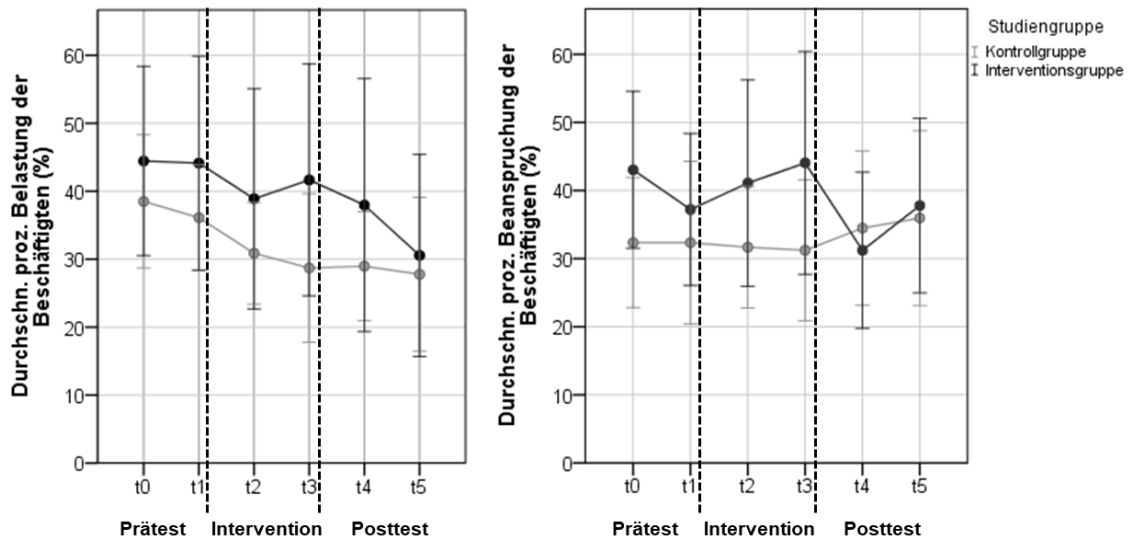 Durchschn. proz. Belastung der
Beschäftigten (%)
60
50
40
30
20
10
0
t0 t1 t2 t3 t4 t5
Prätest Intervention Posttest
Durchschn. proz. Beanspruchung der
Beschäftigten (%)
60
50
40
30
20
10
0
t0 t1 t2 t3 t4 t5
Prätest Intervention Posttest
Studiengruppe
Kontrollgruppe
Interventionsgruppe